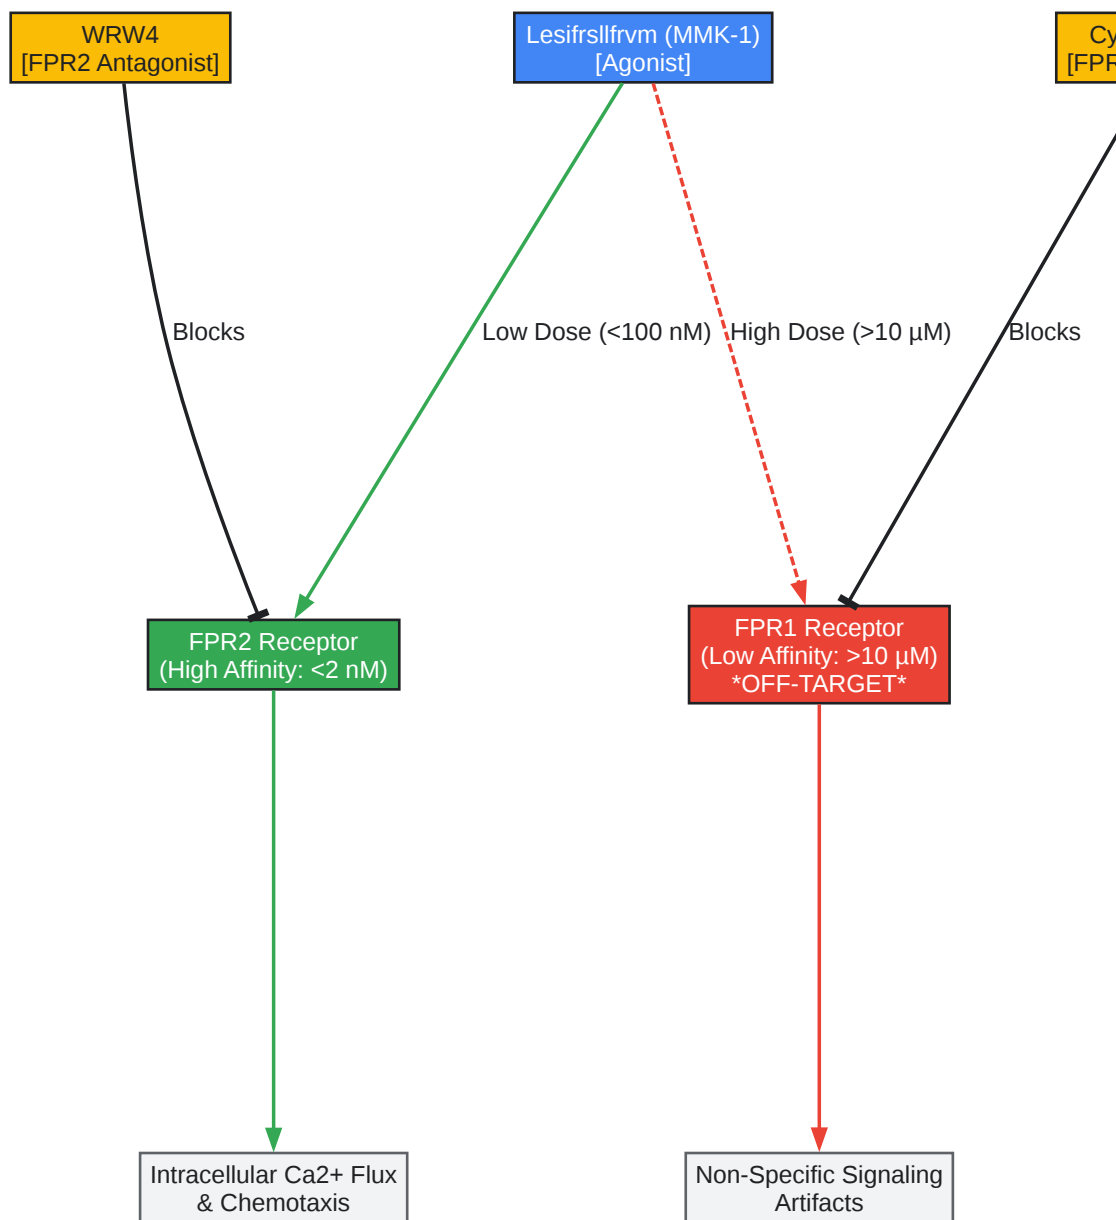 WRW4
[FPR2 Antagonist]
Lesifrsllfrvm (MMK-1)
[Agonist]
Cy
[FPR
Blocks
Low Dose (<100 nM)
High Dose (>10 µM)
Blocks
FPR2 Receptor
(High Affinity: <2 nM)
FPR1 Receptor
(Low Affinity: >10 µM)
*OFF-TARGET*
Intracellular Ca2+ Flux
& Chemotaxis
Non-Specific Signaling
Artifacts